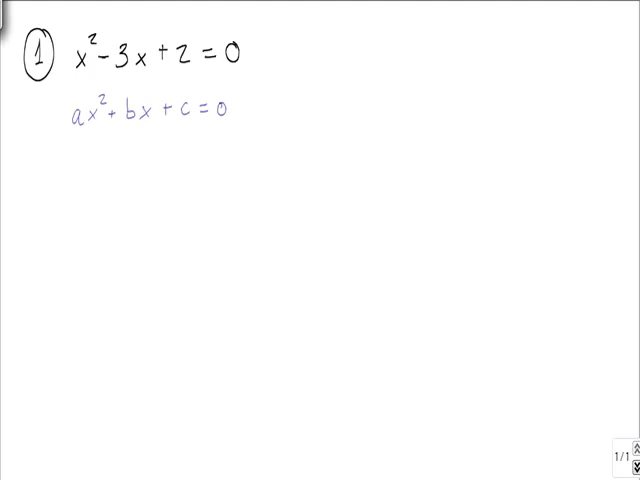 ① x² - 3x + 2 = 0
ax² + bx + c = 0
1/1